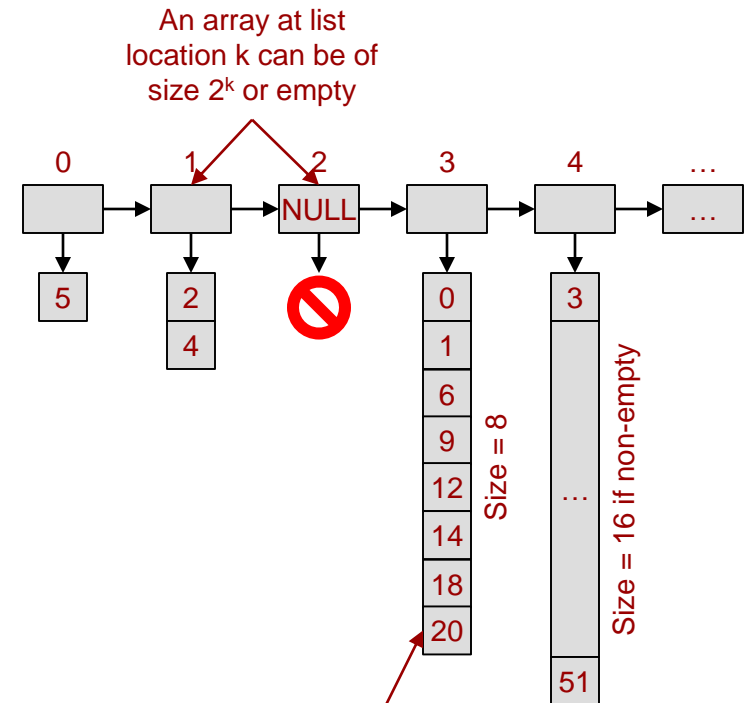 An array at list
location k can be of
size 2ᵏ or empty
0 1 2 3 4 …
NULL …
5 2 0 3
4 1
6
9
12
14
18
20
…
51
Size = 8
Size = 16 if non-empty